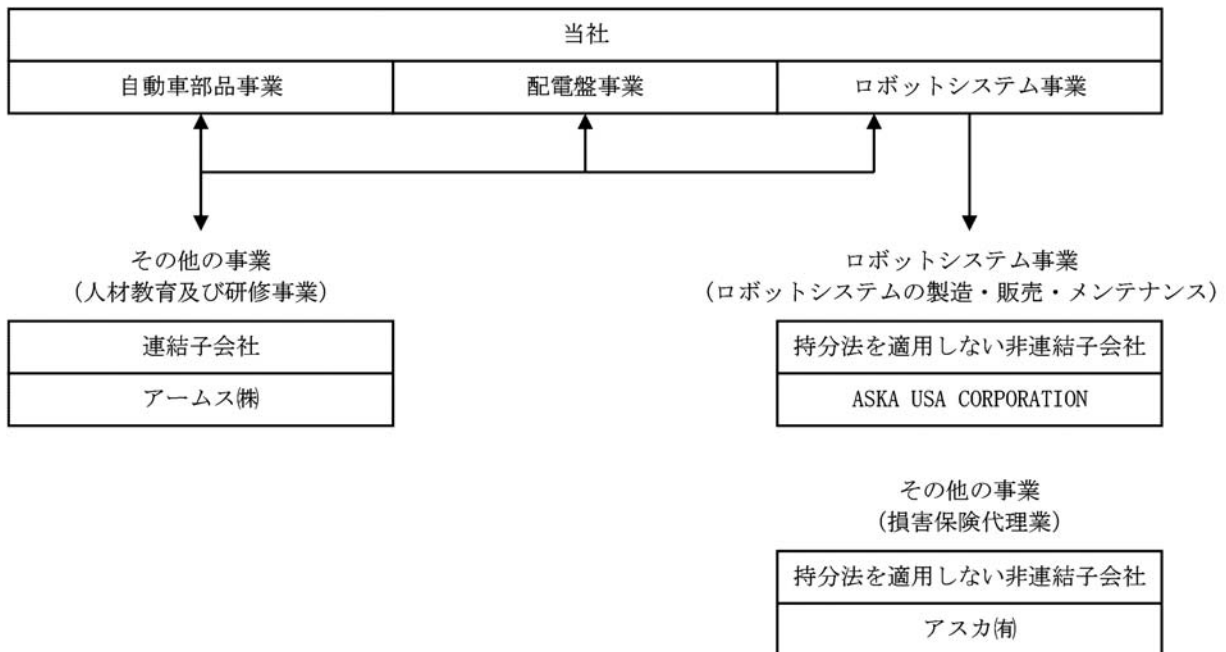 当社
自動車部品事業
配電盤事業
ロボットシステム事業
その他の事業
(人材教育及び研修事業)
連結子会社
アームス㈱
ロボットシステム事業
(ロボットシステムの製造・販売・メンテナンス)
持分法を適用しない非連結子会社
ASKA USA CORPORATION
その他の事業
(損害保険代理業)
持分法を適用しない非連結子会社
アスカ㈲